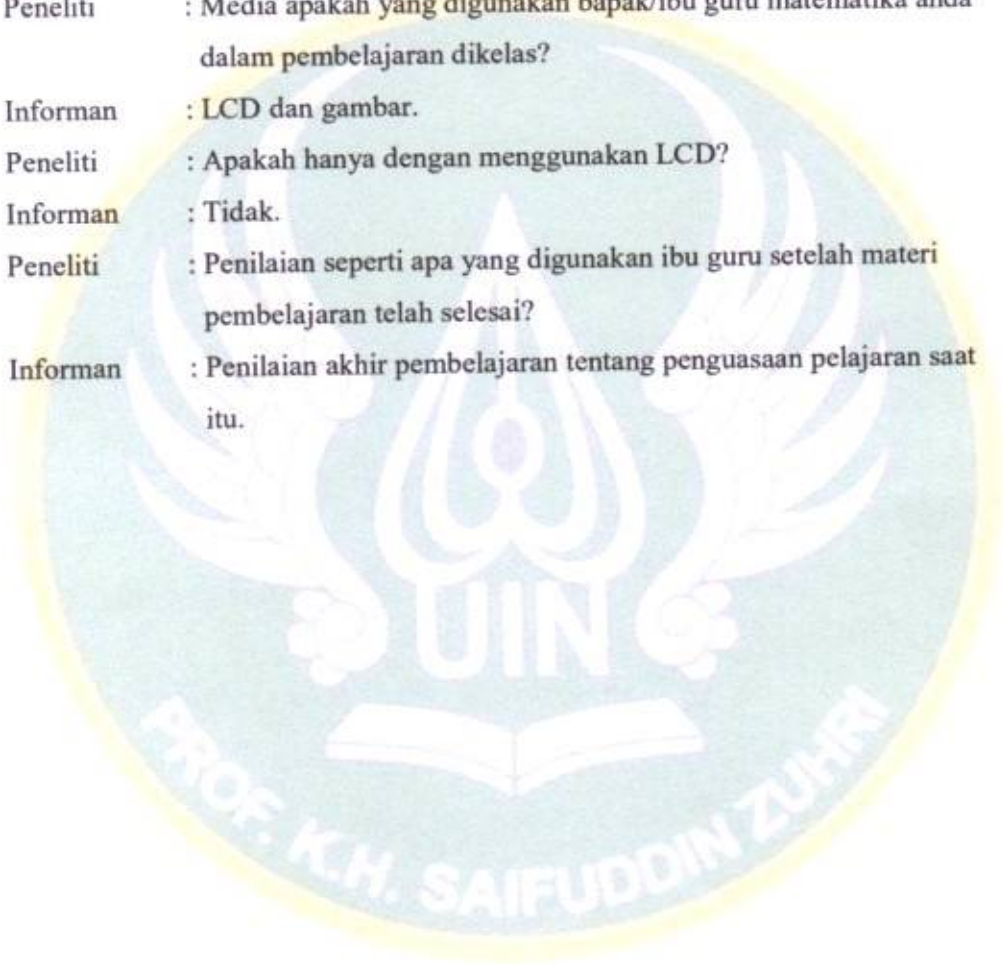 Peneliti : Media apakah yang digunakan bapak/ibu guru matematika anda
dalam pembelajaran dikelas?
Informan : LCD dan gambar.
Peneliti : Apakah hanya dengan menggunakan LCD?
Informan : Tidak.
Peneliti : Penilaian seperti apa yang digunakan ibu guru setelah materi
pembelajaran telah selesai?
Informan : Penilaian akhir pembelajaran tentang penguasaan pelajaran saat
itu.
UIN
PROF. K.H. SAIFUDDIN ZUHRI